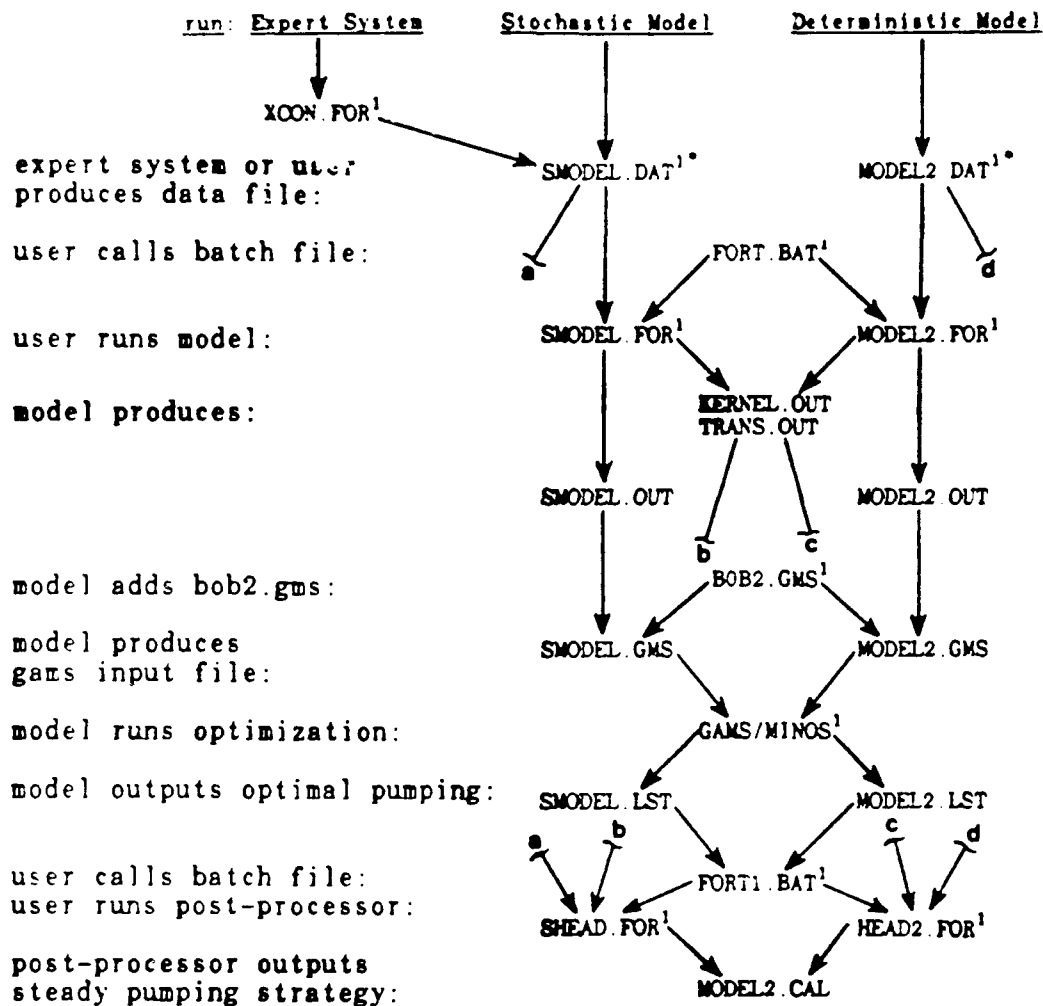 run: Expert System Stochastic Model Deterministic Model
XCON.FOR¹
expert system or user SMODEL.DAT¹* MODEL2 DAT¹*
produces data file:
user calls batch file: FORT.BAT¹
a d
user runs model: SMODEL.FOR¹ MODEL2.FOR¹
model produces: KERNEL.OUT
TRANS.OUT
SMODEL.OUT MODEL2.OUT
b c
model adds bob2.gms: BOB2.GMS¹
model produces SMODEL.GMS MODEL2.GMS
gams input file:
model runs optimization: GAMS/MINOS¹
model outputs optimal pumping: SMODEL.LST MODEL2.LST
a b c d
user calls batch file: FORT1.BAT¹
user runs post-processor: SHEAD.FOR¹ HEAD2.FOR¹
post-processor outputs
steady pumping strategy: MODEL2.CAL